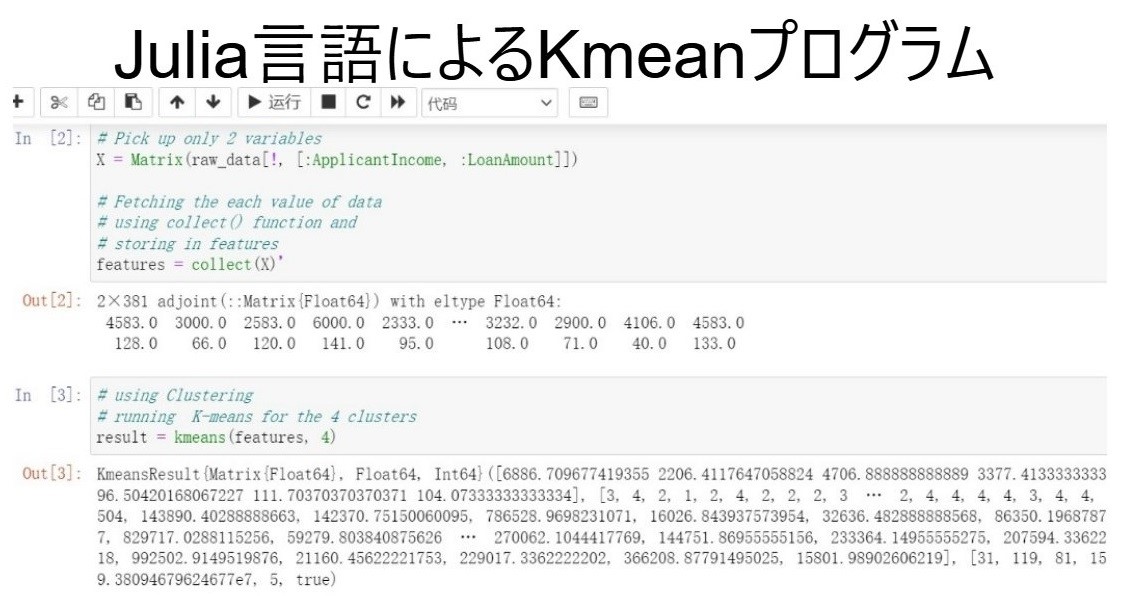 Julia言語によるKmeanプログラム
运行 代码
In [2]: # Pick up only 2 variables
X = Matrix(raw_data[!, [:ApplicantIncome, :LoanAmount]])
# Fetching the each value of data
# using collect() function and
# storing in features
features = collect(X)'
Out[2]: 2×381 adjoint(::Matrix{Float64}) with eltype Float64:
4583.0 3000.0 2583.0 6000.0 2333.0 … 3232.0 2900.0 4106.0 4583.0
128.0 66.0 120.0 141.0 95.0 108.0 71.0 40.0 133.0
In [3]: # using Clustering
# running K-means for the 4 clusters
result = kmeans(features, 4)
Out[3]: KmeansResult{Matrix{Float64}, Float64, Int64}([6886.709677419355 2206.4117647058824 4706.888888888889 3377.4133333333
96.50420168067227 111.70370370370371 104.07333333333334], [3, 4, 2, 1, 2, 4, 2, 2, 2, 3 … 2, 4, 4, 4, 4, 3, 4, 4,
504, 143890.40288888663, 142370.75150060095, 786528.9698231071, 16026.843937573954, 32636.482888888568, 86350.1968787
7, 829717.0288115256, 59279.803840875626 … 270062.1044417769, 144751.86955555156, 233364.14955555275, 207594.33622
18, 992502.9149519876, 21160.45622221753, 229017.3362222202, 366208.87791495025, 15801.98902606219], [31, 119, 81, 15
9.38094679624677e7, 5, true)